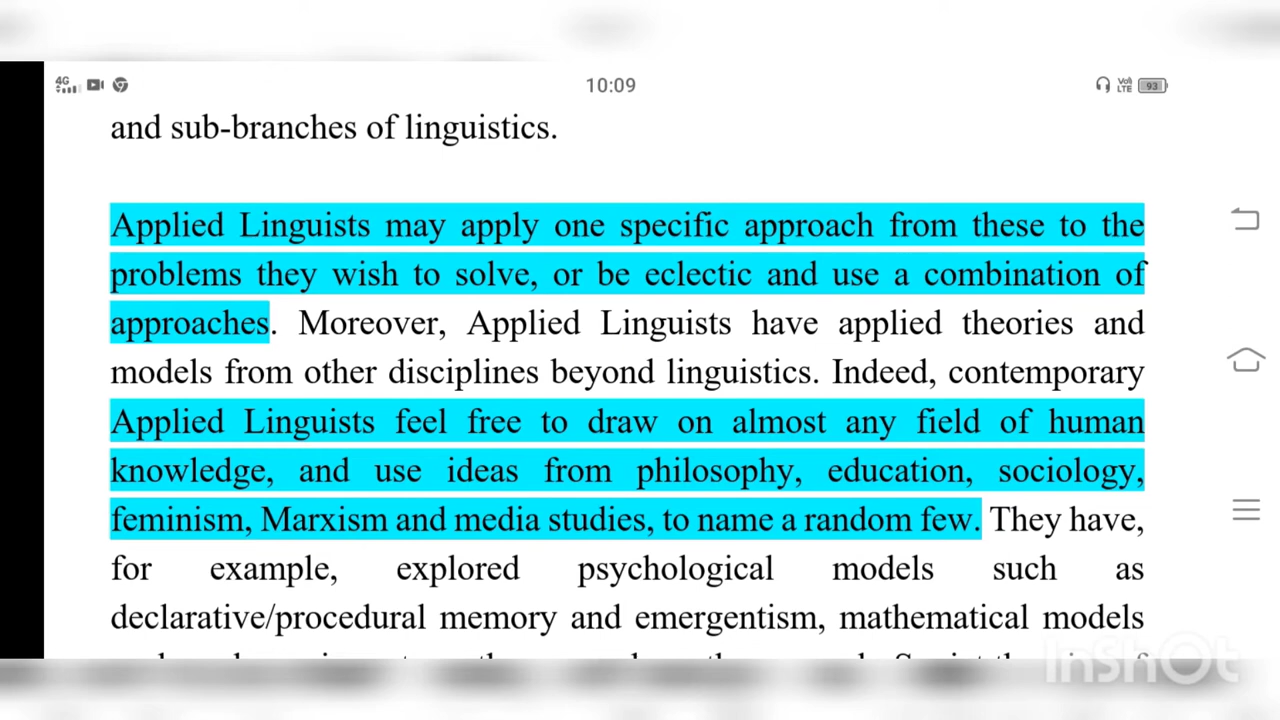 4G
10:09
Vo)
LTE
93
and sub-branches of linguistics.
Applied Linguists may apply one specific approach from these to the
problems they wish to solve, or be eclectic and use a combination of
approaches. Moreover, Applied Linguists have applied theories and
models from other disciplines beyond linguistics. Indeed, contemporary
Applied Linguists feel free to draw on almost any field of human
knowledge, and use ideas from philosophy, education, sociology,
feminism, Marxism and media studies, to name a random few. They have,
for example, explored psychological models such as
declarative/procedural memory and emergentism, mathematical models
InShOt